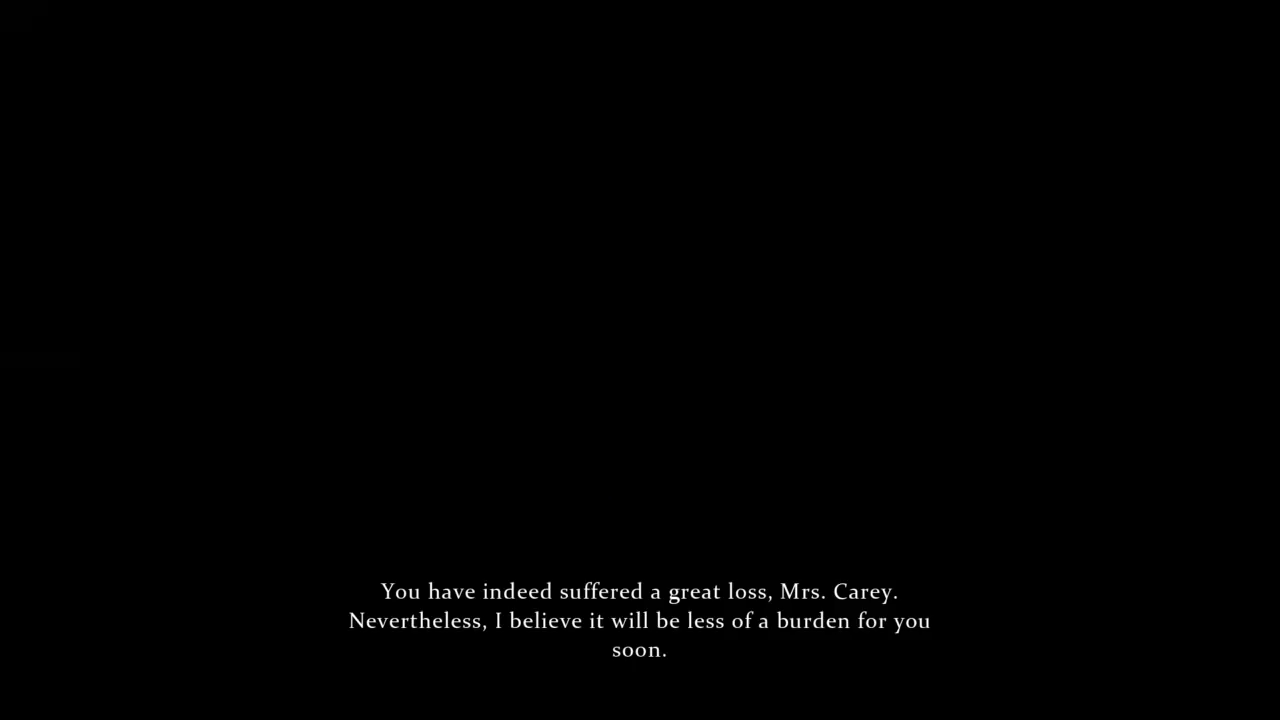 You have indeed suffered a great loss, Mrs. Carey.
Nevertheless, I believe it will be less of a burden for you
soon.